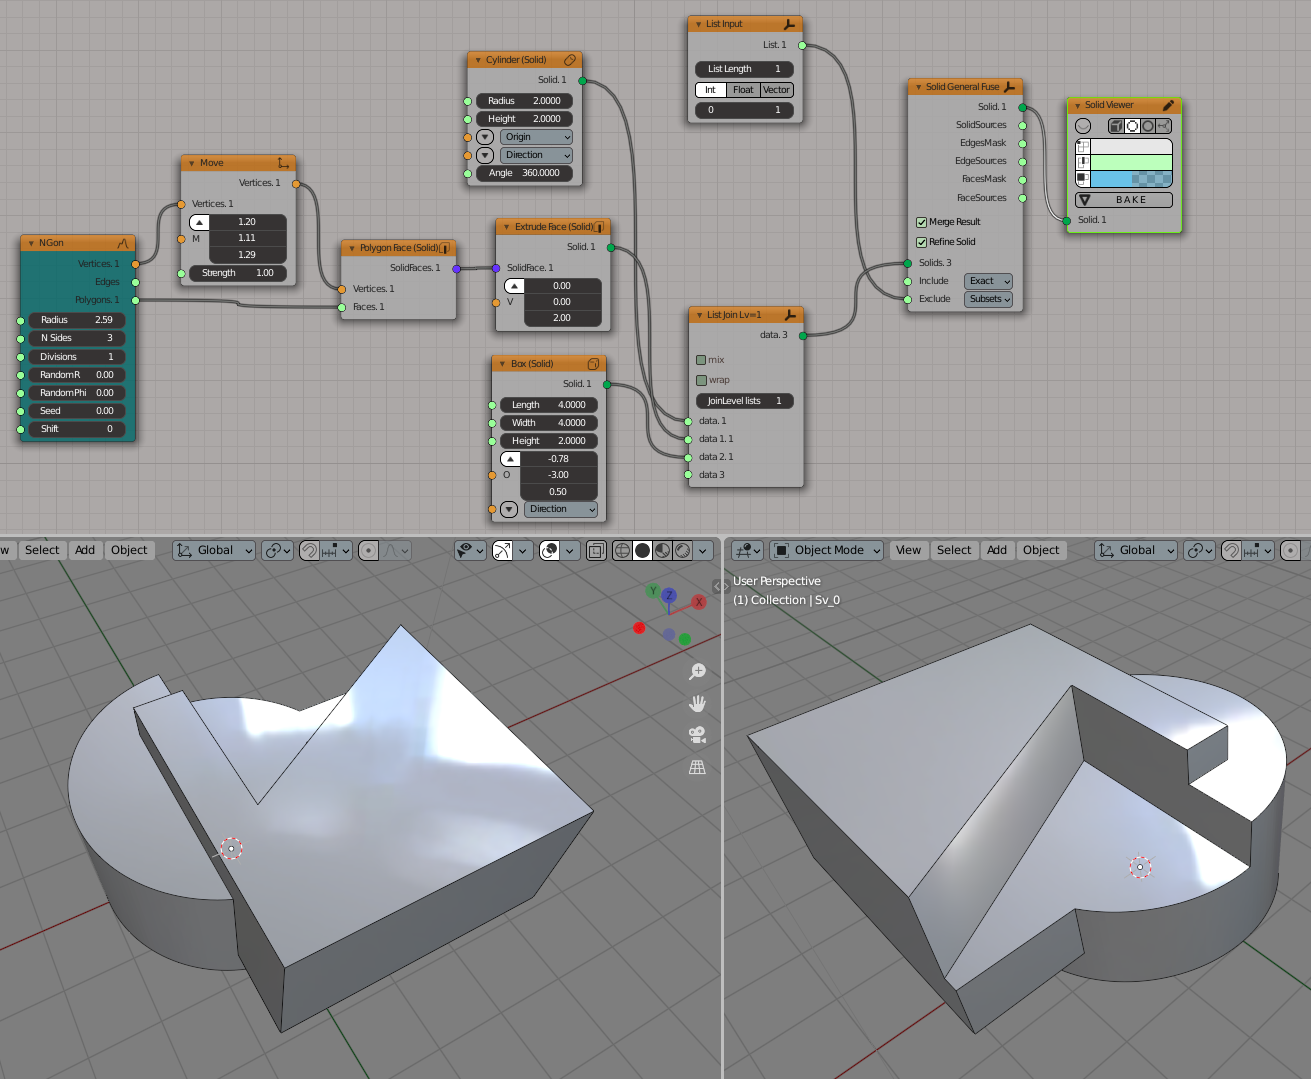 List Input
List. 1
List Length 1
Int Float Vector
0 1
Cylinder (Solid)
Solid. 1
Radius 2.0000
Height 2.0000
Origin
Direction
Angle 360.0000
Solid General Fuse
Solid. 1
SolidSources
EdgesMask
EdgeSources
FacesMask
FaceSources
Merge Result
Refine Solid
Solids. 3
Include Exact
Exclude Subsets
Solid Viewer
BAKE
Solid. 1
Move
Vertices. 1
Vertices. 1
1.20
M 1.11
1.29
Strength 1.00
NGon
Vertices. 1
Edges
Polygons. 1
Radius 2.59
N Sides 3
Divisions 1
RandomR 0.00
RandomPhi 0.00
Seed 0.00
Shift 0
Polygon Face (Solid)
SolidFaces. 1
Vertices. 1
Faces. 1
Extrude Face (Solid)
Solid. 1
SolidFace. 1
0.00
V 0.00
2.00
Box (Solid)
Solid. 1
Length 4.0000
Width 4.0000
Height 2.0000
-0.78
O -3.00
0.50
Direction
List Join Lv=1
data. 3
mix
wrap
JoinLevel lists 1
data. 1
data 1. 1
data 2. 1
data 3
w Select Add Object Global
Object Mode View Select Add Object Global
User Perspective
(1) Collection | Sv_0
Y Z X